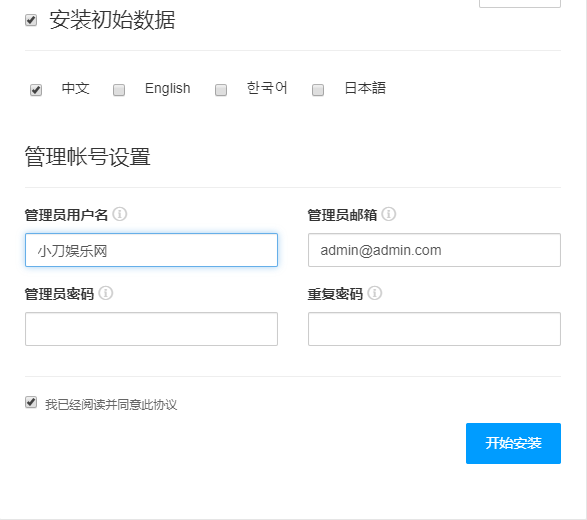 安装初始数据
中文 English 한국어 日本語
管理帐号设置
管理员用户名 管理员邮箱
小刀娱乐网 admin@admin.com
管理员密码 重复密码
我已经阅读并同意此协议
开始安装